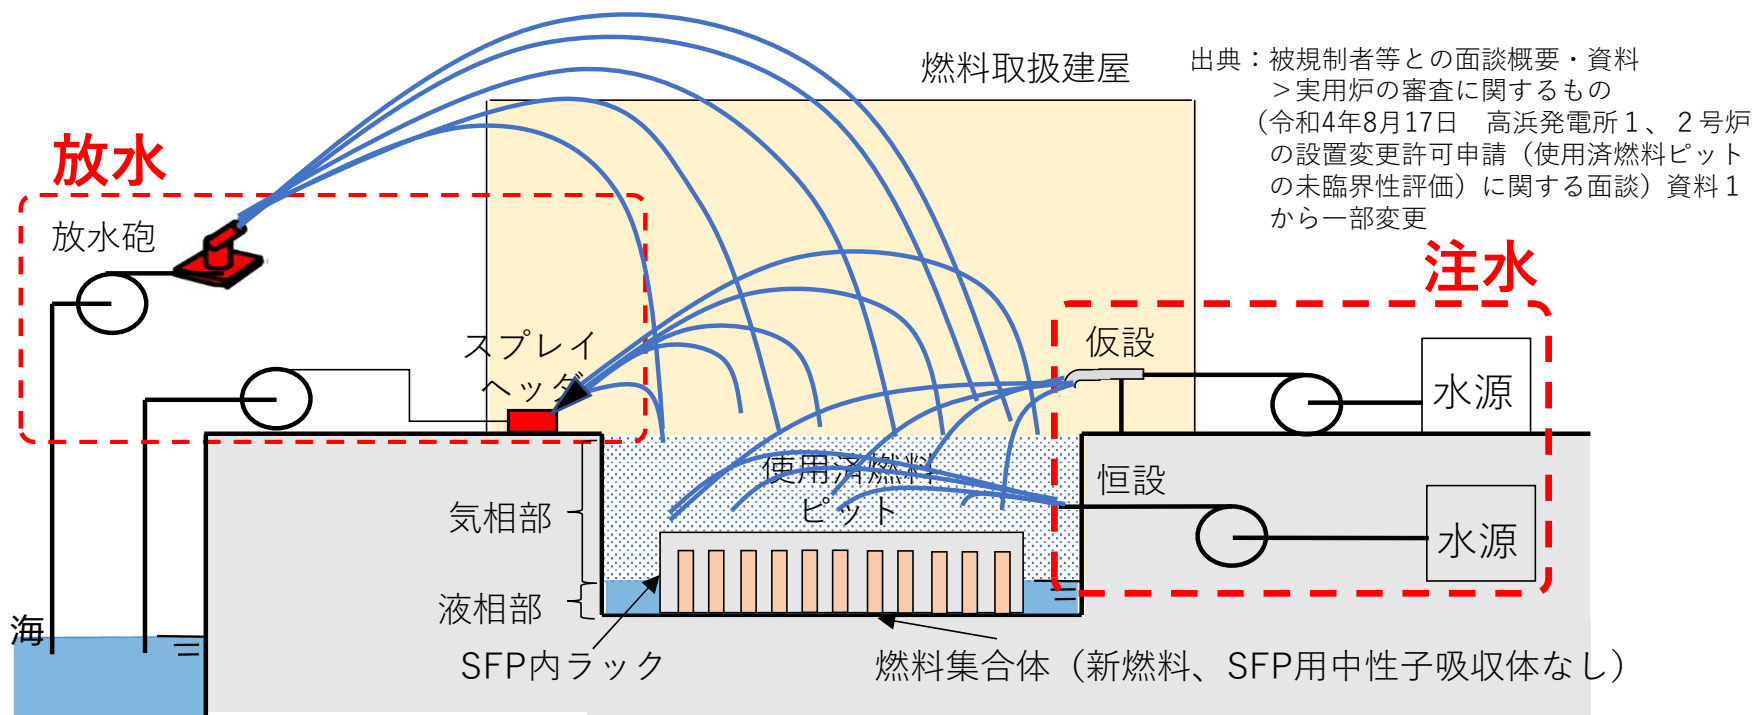 燃料取扱建屋
出典：被規制者等との面談概要・資料
＞実用炉の審査に関するもの
（令和4年8月17日　高浜発電所１、２号炉
の設置変更許可申請（使用済燃料ピット
の未臨界性評価）に関する面談）資料１
から一部変更
放水
放水砲
スプレイ
ヘッダ
注水
仮設
水源
使用済燃料
ピット
恒設
水源
気相部
液相部
海
SFP内ラック
燃料集合体（新燃料、SFP用中性子吸収体なし）